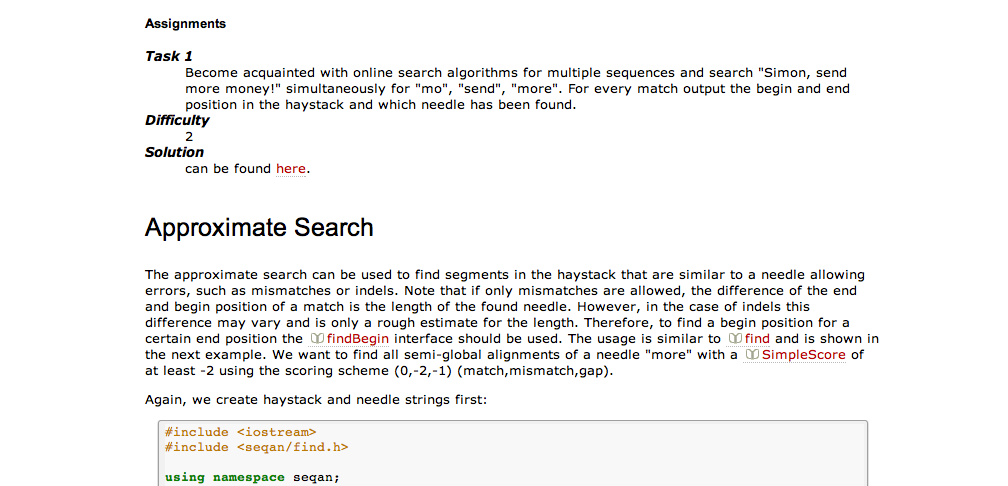 Assignments
Task 1
Become acquainted with online search algorithms for multiple sequences and search "Simon, send
more money!" simultaneously for "mo", "send", "more". For every match output the begin and end
position in the haystack and which needle has been found.
Difficulty
2
Solution
can be found here.
Approximate Search
The approximate search can be used to find segments in the haystack that are similar to a needle allowing
errors, such as mismatches or indels. Note that if only mismatches are allowed, the difference of the end
and begin position of a match is the length of the found needle. However, in the case of indels this
difference may vary and is only a rough estimate for the length. Therefore, to find a begin position for a
certain end position the findBegin interface should be used. The usage is similar to find and is shown in
the next example. We want to find all semi-global alignments of a needle "more" with a SimpleScore of
at least -2 using the scoring scheme (0,-2,-1) (match,mismatch,gap).
Again, we create haystack and needle strings first:
#include <iostream>
#include <seqan/find.h>
using namespace seqan;